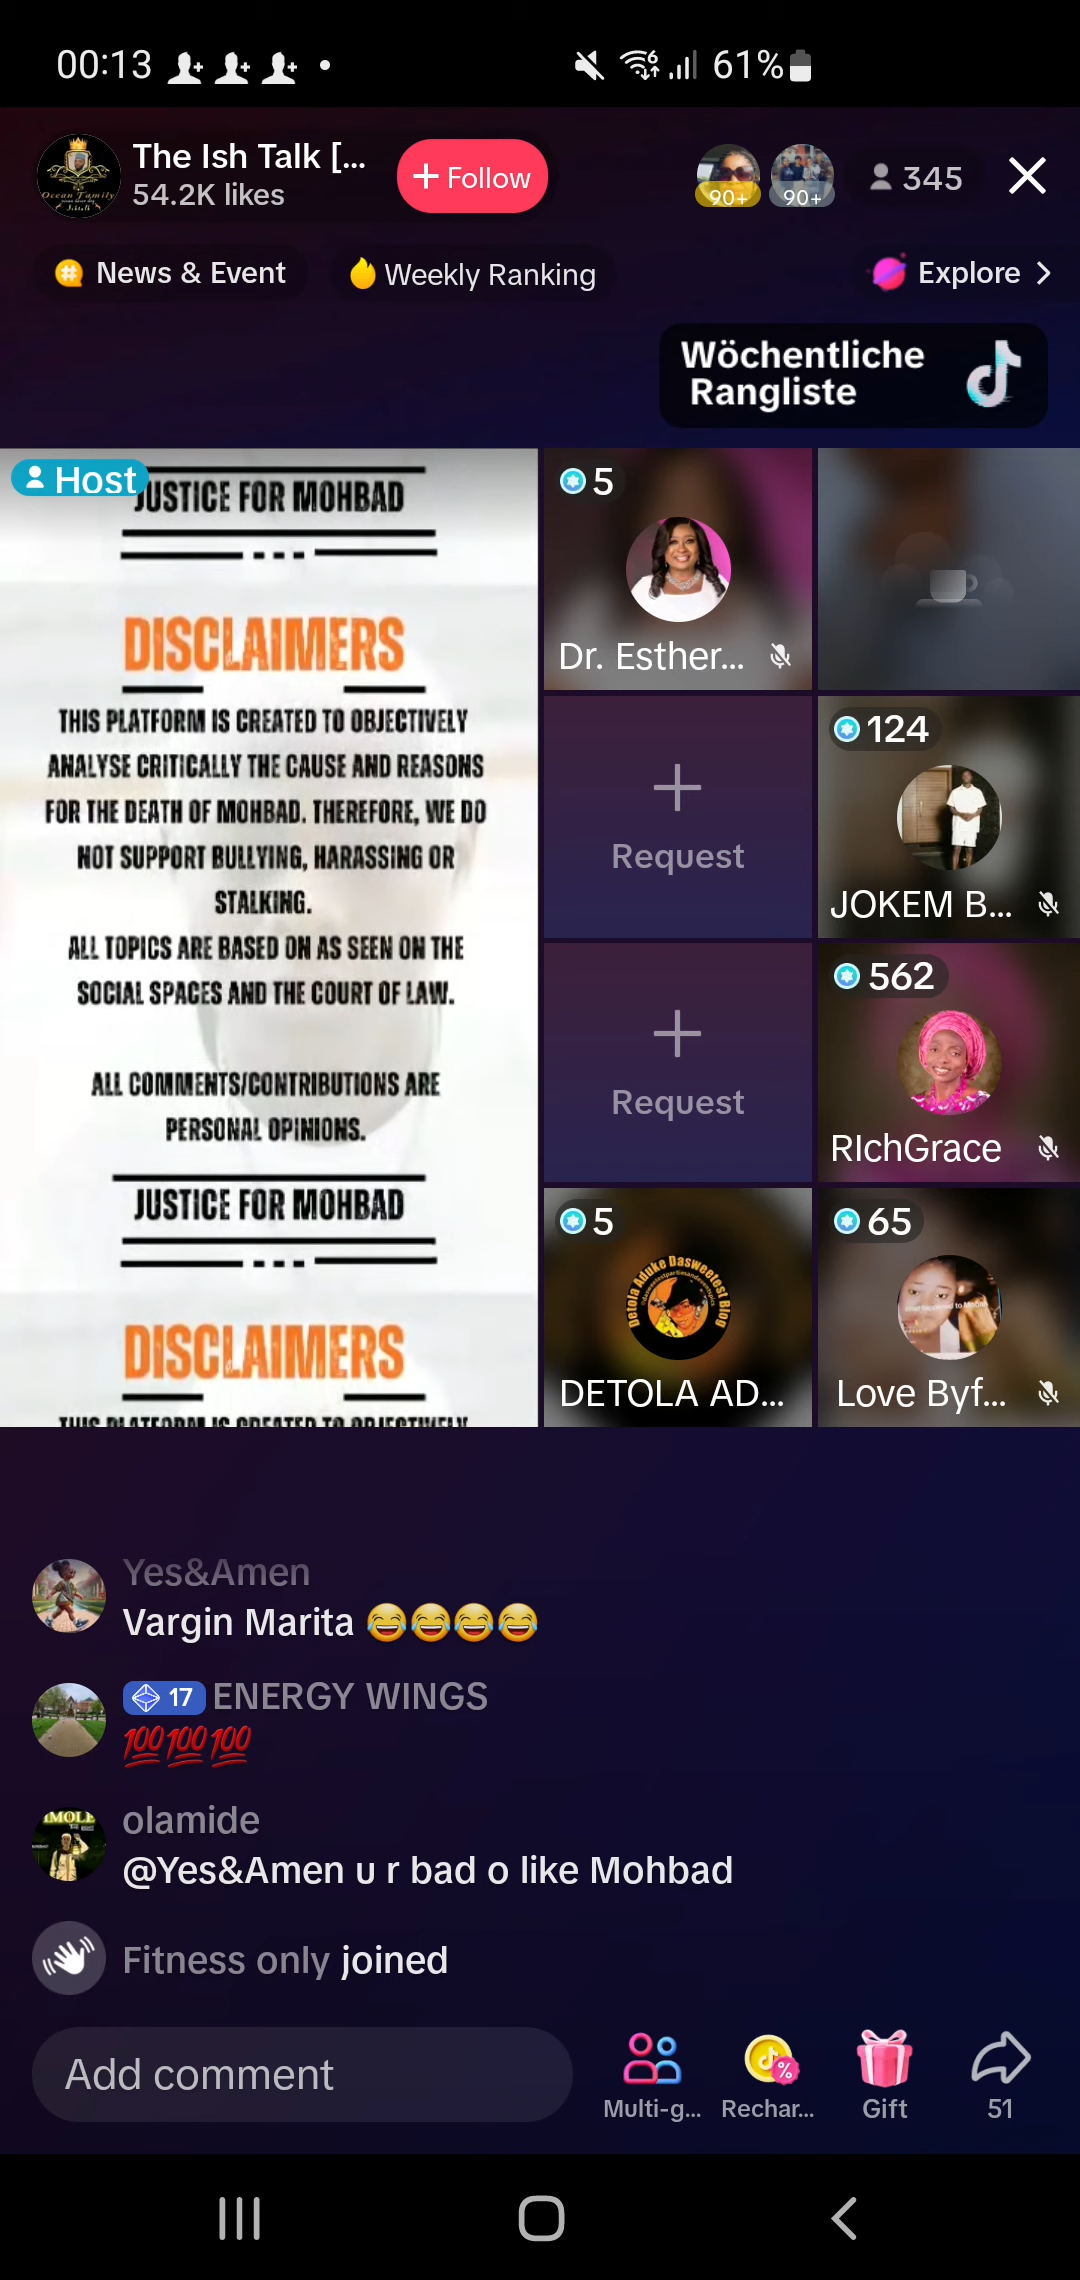 00:13
61%
The Ish Talk [...
54.2K likes
+ Follow
90+
90+
345
# News & Event
Weekly Ranking
Explore >
Wöchentliche
Rangliste
Host
JUSTICE FOR MOHBAD
DISCLAIMERS
THIS PLATFORM IS CREATED TO OBJECTIVELY
ANALYSE CRITICALLY THE CAUSE AND REASONS
FOR THE DEATH OF MOHBAD. THEREFORE, WE DO
NOT SUPPORT BULLYING, HARASSING OR
STALKING.
ALL TOPICS ARE BASED ON AS SEEN ON THE
SOCIAL SPACES AND THE COURT OF LAW.
ALL COMMENTS/CONTRIBUTIONS ARE
PERSONAL OPINIONS.
JUSTICE FOR MOHBAD
DISCLAIMERS
THIS PLATFORM IS CREATED TO OBJECTIVELY
5
Dr. Esther...
Request
124
JOKEM B...
Request
562
RIchGrace
5
Detola Aduke Dasweetest Blog
DETOLA AD...
65
Love Byf...
Yes&Amen
Vargin Marita 😂😂😂😂
17 ENERGY WINGS
💯💯💯
IMOLE
olamide
@Yes&Amen u r bad o like Mohbad
Fitness only joined
Add comment
Multi-g...
Rechar...
Gift
51